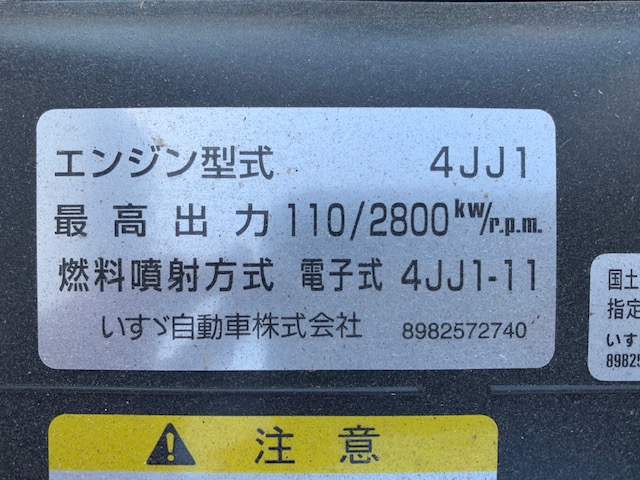 エンジン型式 4JJ1
最高出力 110/2800 kW/r.p.m.
燃料噴射方式 電子式 4JJ1-11
いすゞ自動車株式会社 8982572740
国土
指定
いすゞ
8982
注意